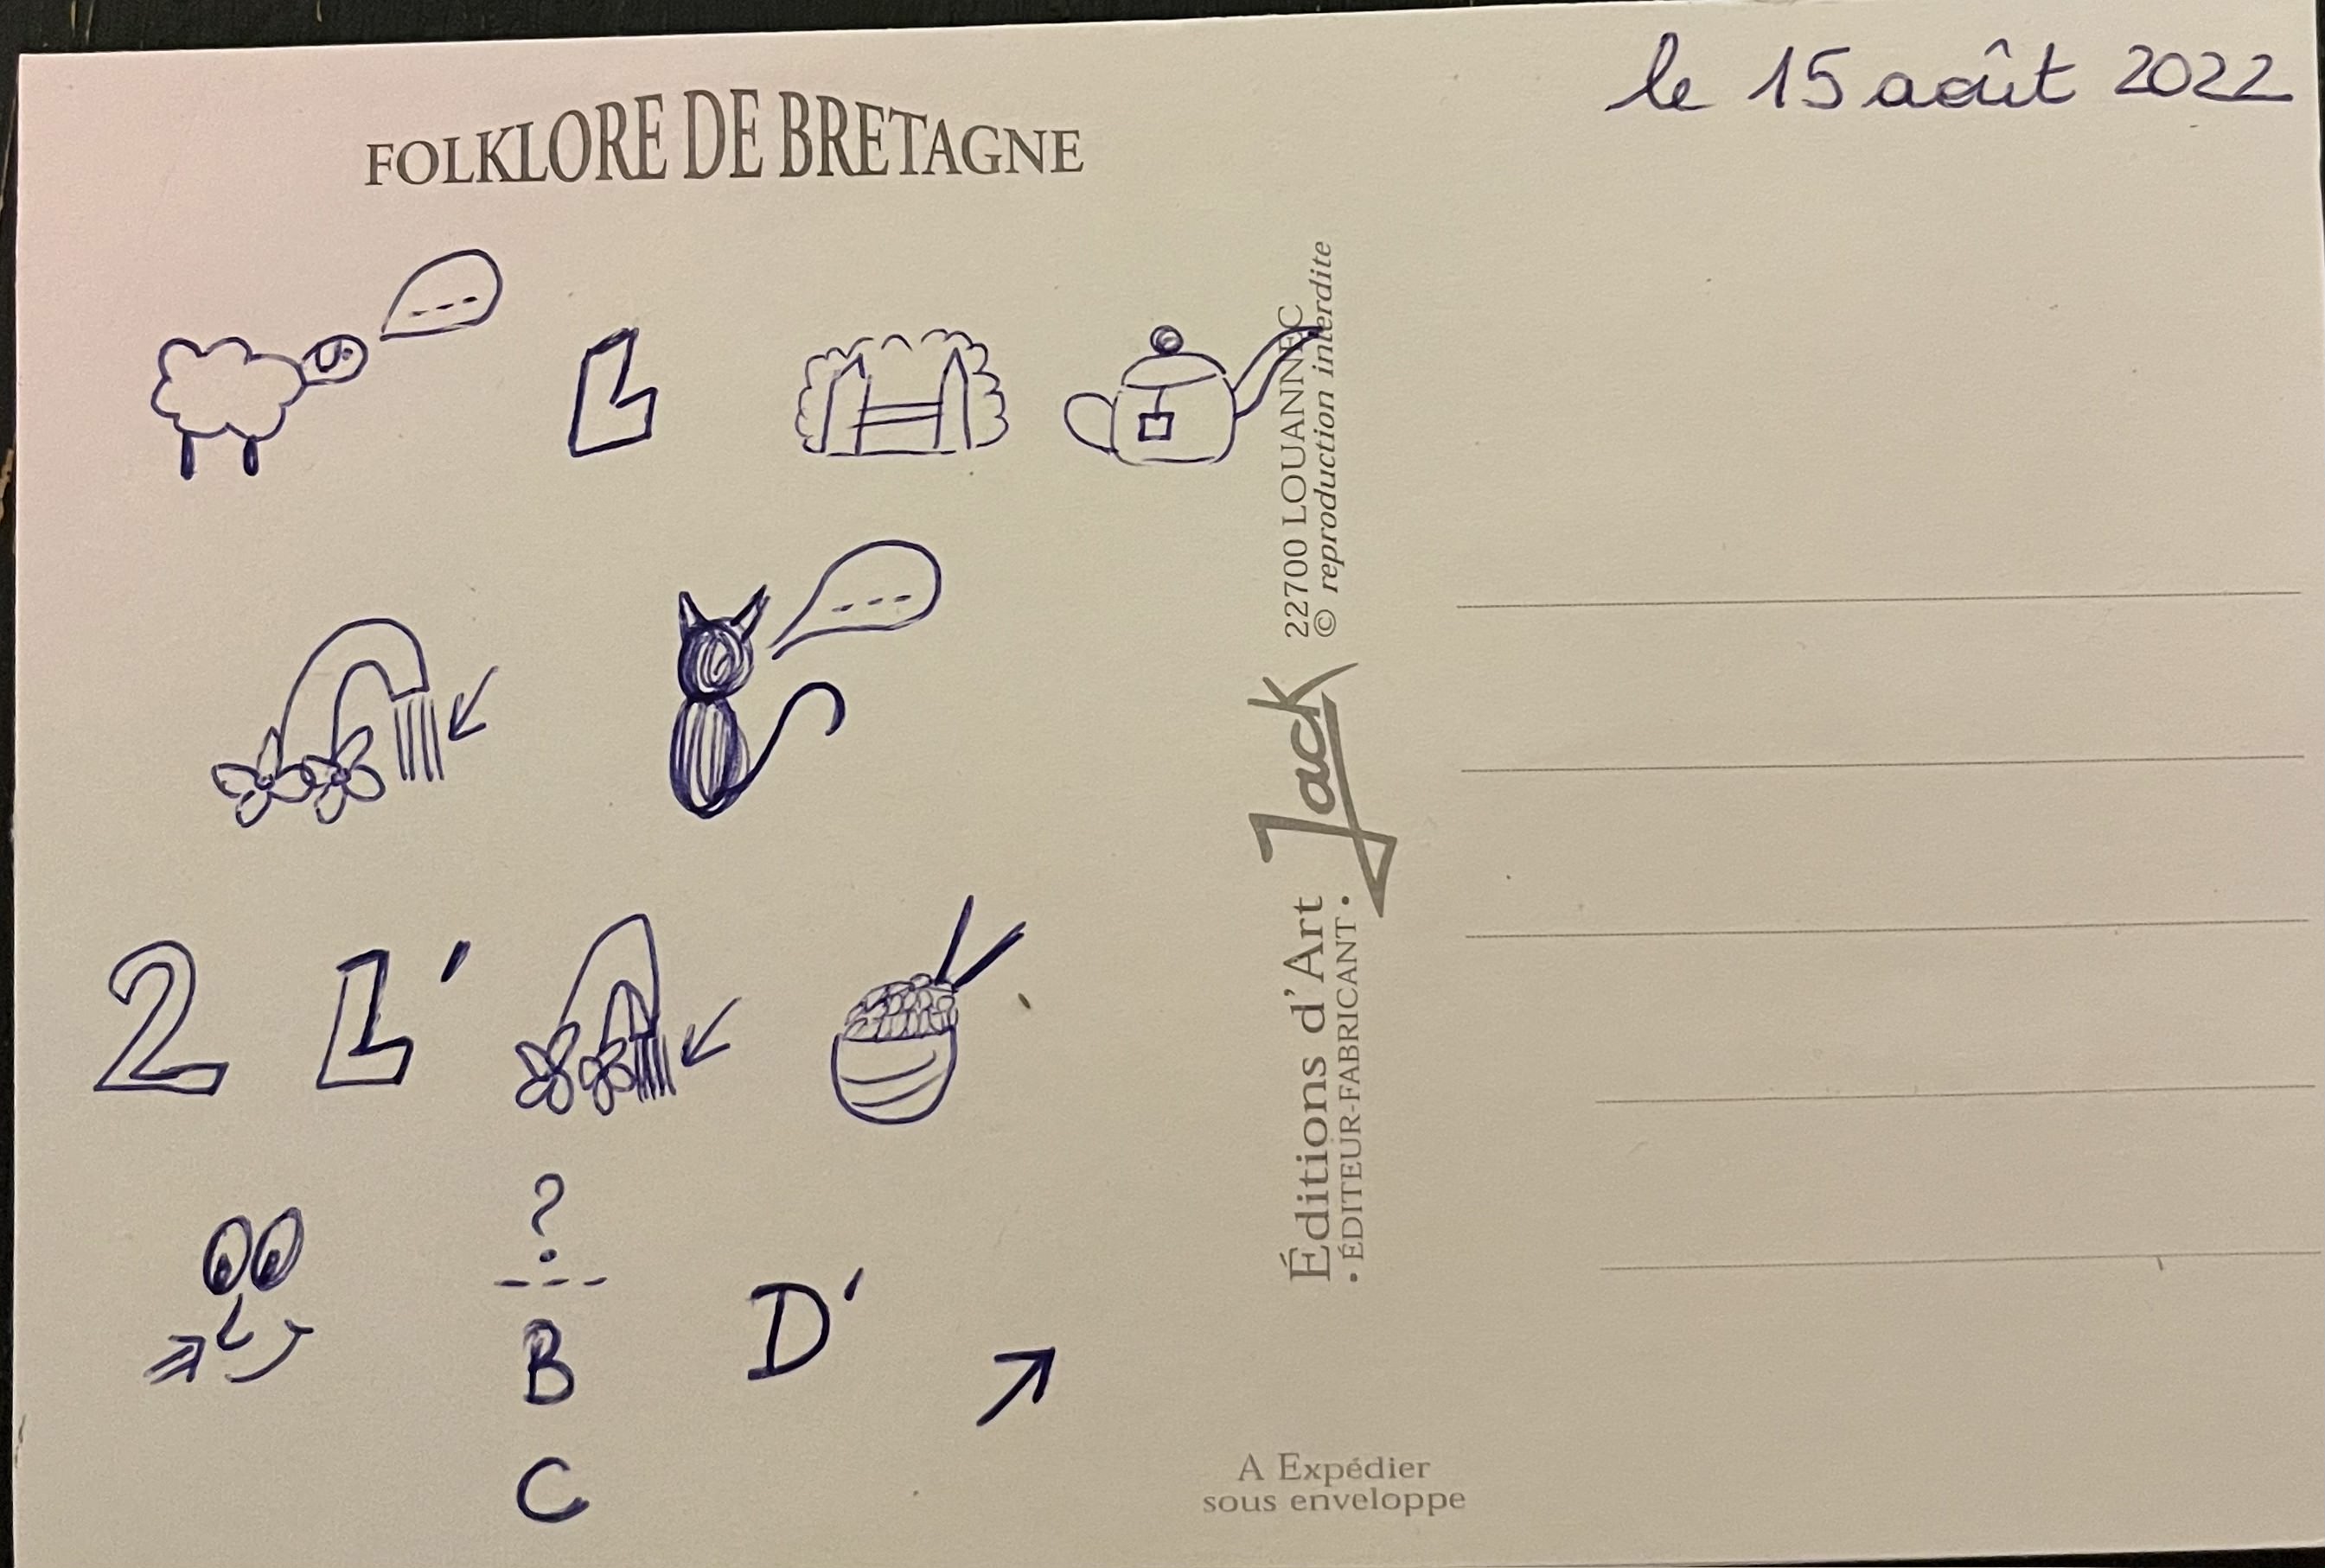 le 15 août 2022
FOLKLORE DE BRETAGNE
L
2 L'
?
B
C
D'
Éditions d'Art Jack 22700 LOUANNEC
• ÉDITEUR-FABRICANT • © reproduction interdite
A Expédier
sous enveloppe